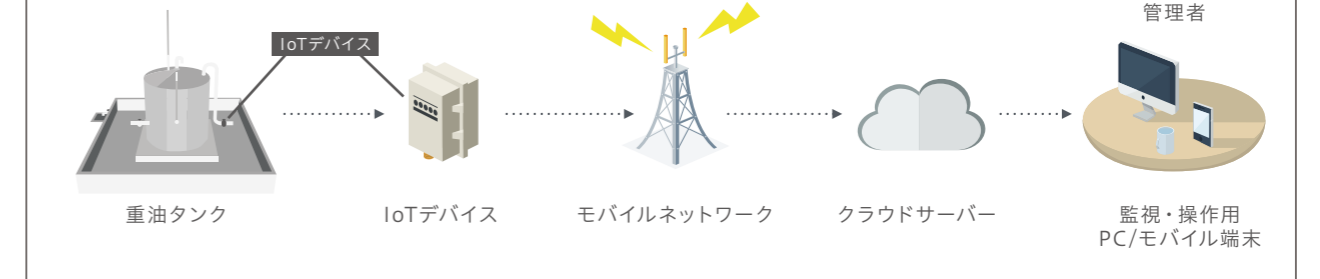 管理者
IoTデバイス
重油タンク
IoTデバイス
モバイルネットワーク
クラウドサーバー
監視・操作用
PC/モバイル端末